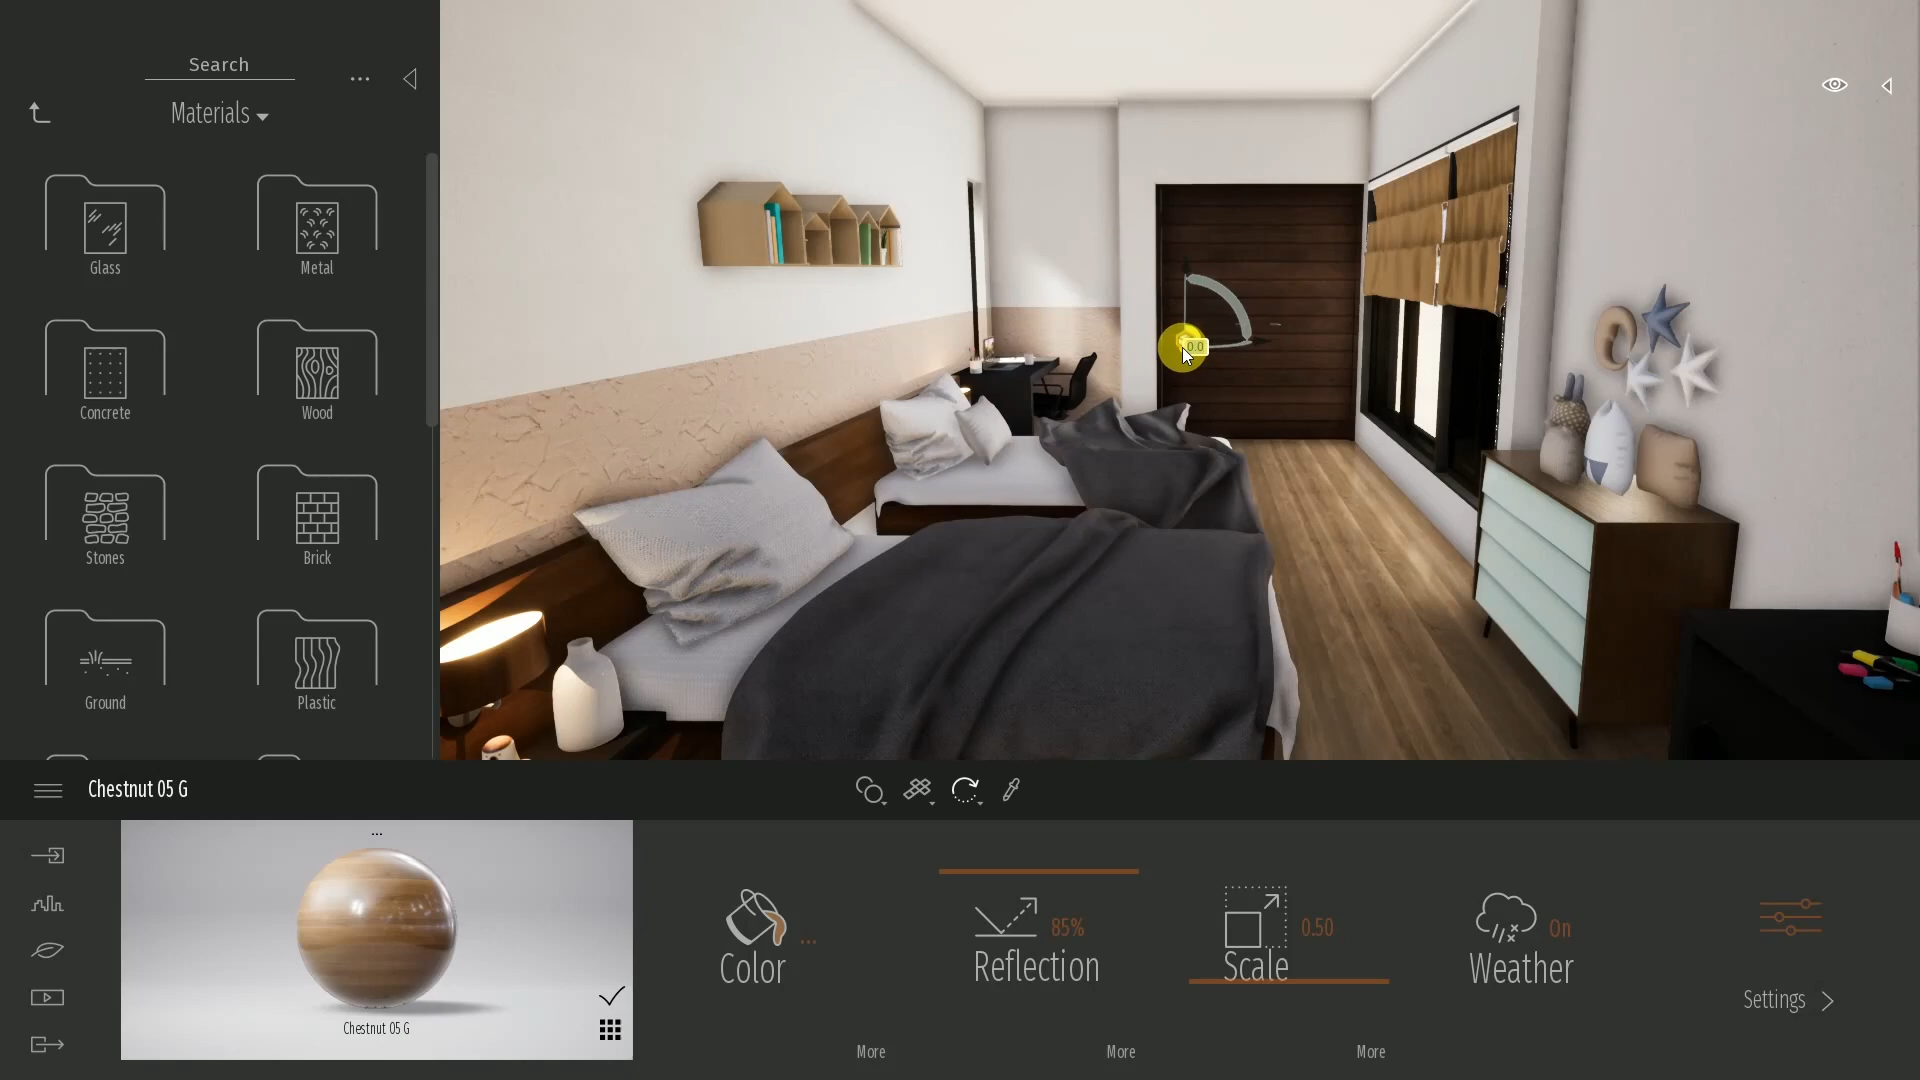 Search
...
Materials
Glass
Metal
Concrete
Wood
Stones
Brick
Ground
Plastic
0.0
Chestnut 05 G
...
Chestnut 05 G
Color ...
Reflection 85%
Scale 0.50
Weather On
Settings
More
More
More